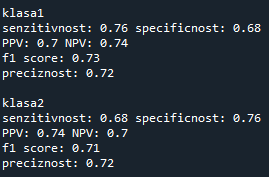 klasa1
senzitivnost: 0.76 specificnost: 0.68
PPV: 0.7 NPV: 0.74
f1 score: 0.73
preciznost: 0.72
klasa2
senzitivnost: 0.68 specificnost: 0.76
PPV: 0.74 NPV: 0.7
f1 score: 0.71
preciznost: 0.72